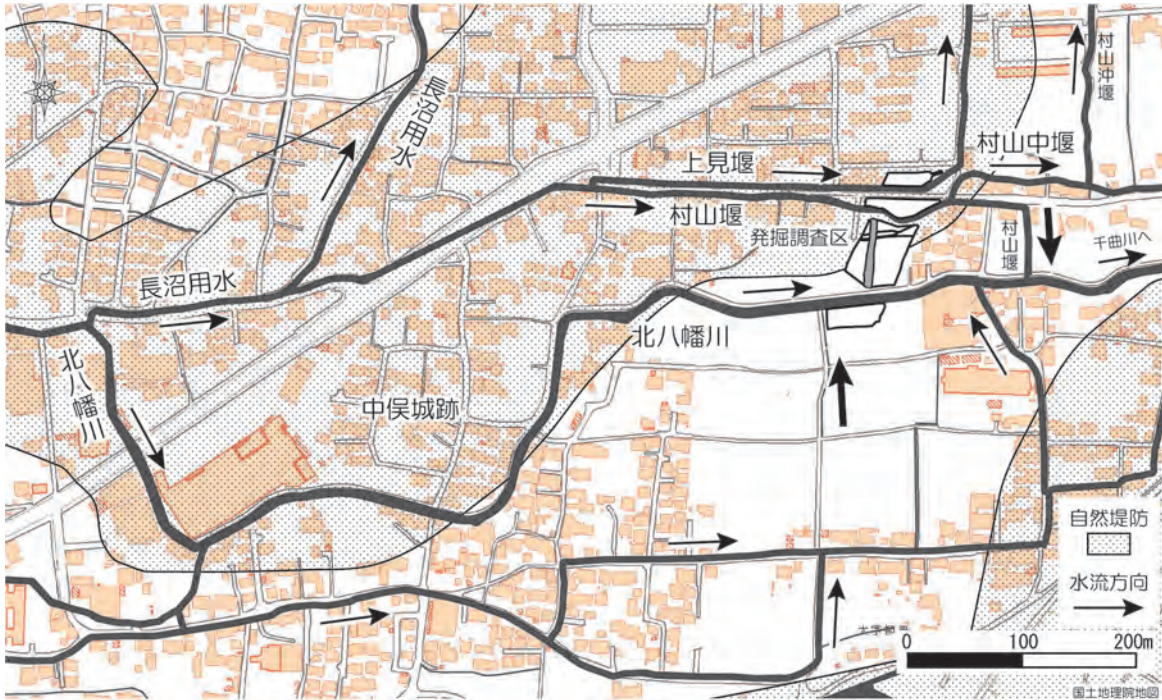 長沼用水
村山沖堰
上見堰
村山中堰
村山堰
発掘調査区
村山堰
千曲川へ
長沼用水
北八幡川
北八幡川
中俣城跡
自然堤防
水流方向
0 100 200m
国土地理院地図